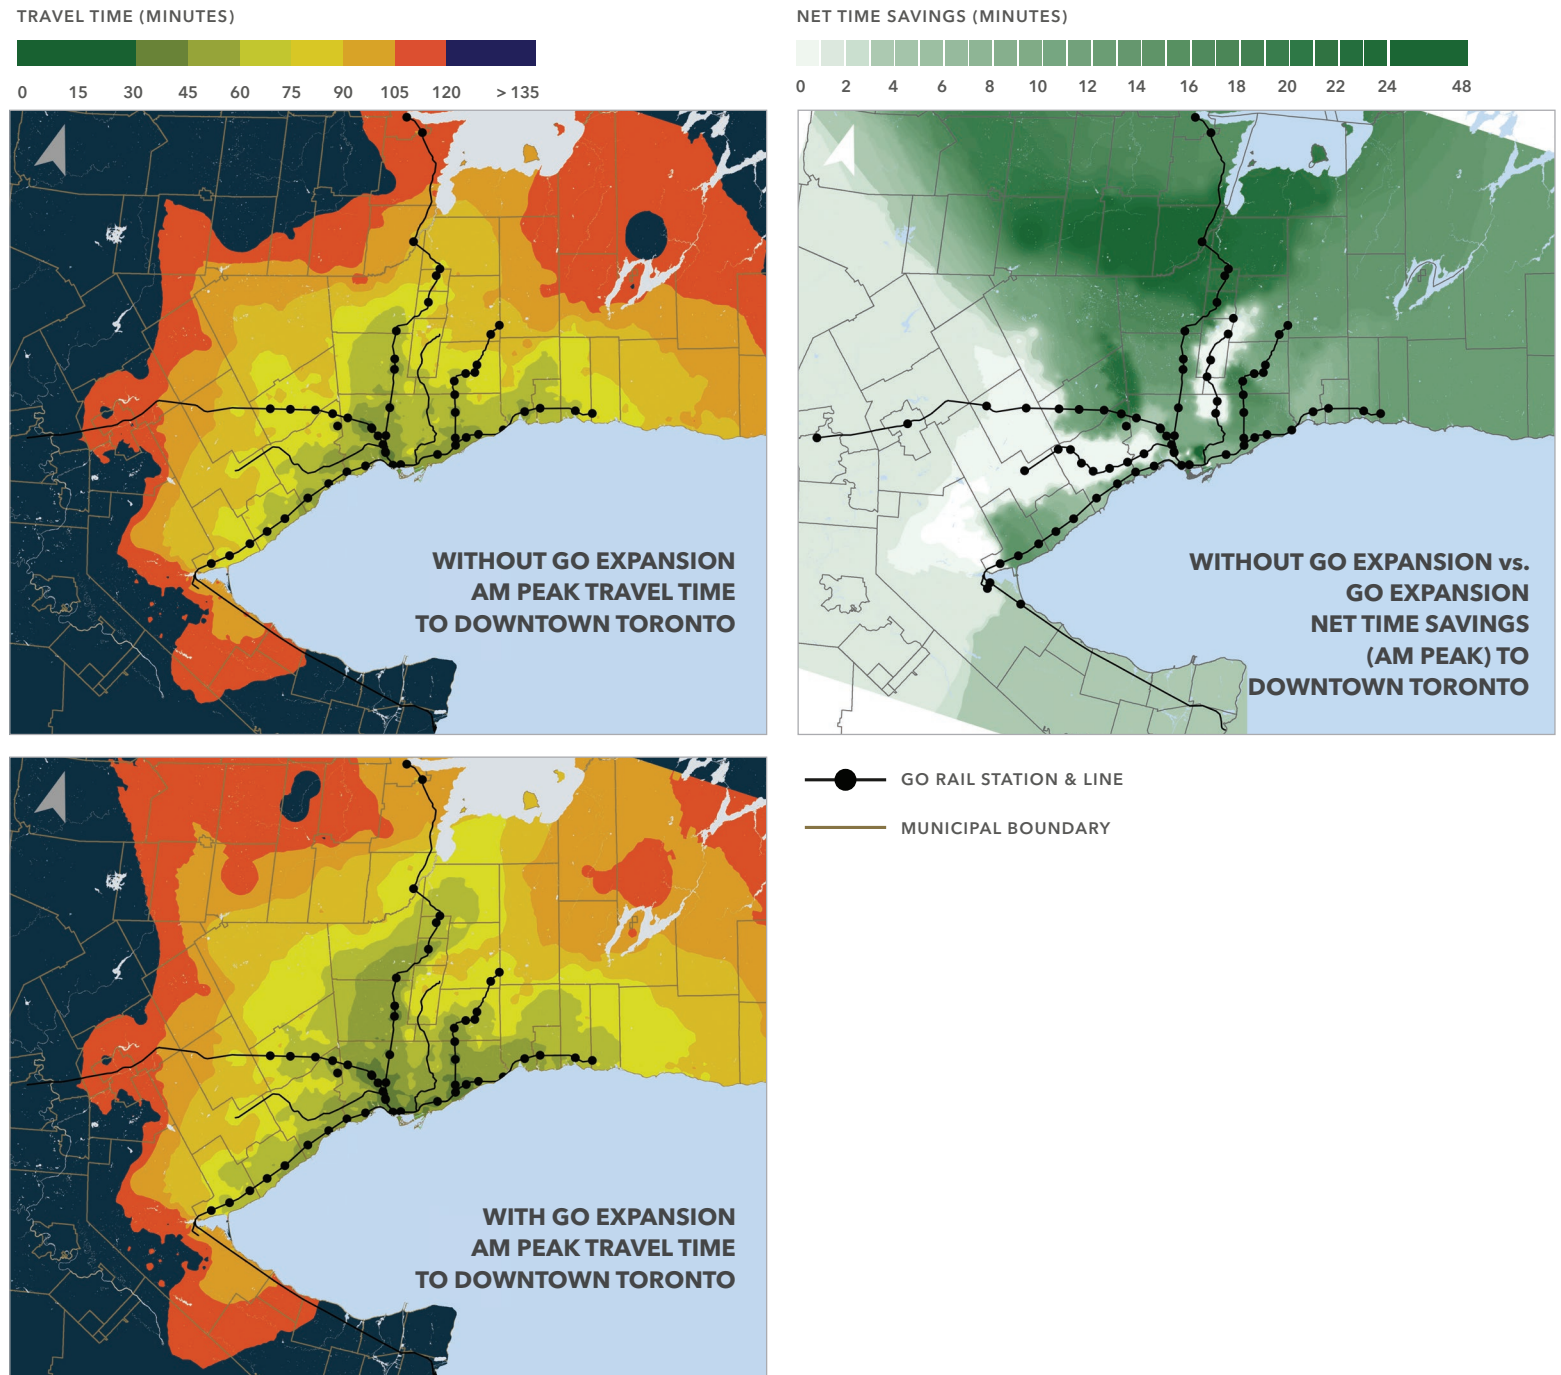 TRAVEL TIME (MINUTES)
0 15 30 45 60 75 90 105 120 > 135
NET TIME SAVINGS (MINUTES)
0 2 4 6 8 10 12 14 16 18 20 22 24 48
WITHOUT GO EXPANSION
AM PEAK TRAVEL TIME
TO DOWNTOWN TORONTO
WITHOUT GO EXPANSION vs.
GO EXPANSION
NET TIME SAVINGS
(AM PEAK) TO
DOWNTOWN TORONTO
GO RAIL STATION & LINE
MUNICIPAL BOUNDARY
WITH GO EXPANSION
AM PEAK TRAVEL TIME
TO DOWNTOWN TORONTO